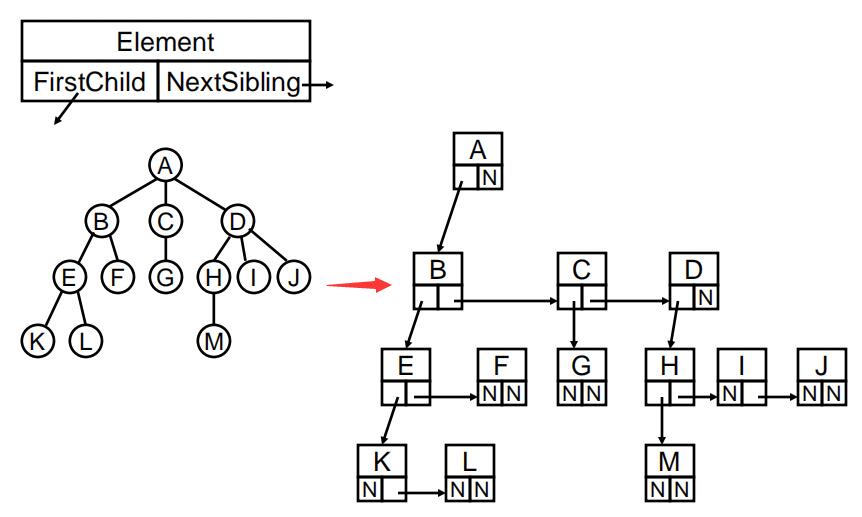 Element
FirstChild NextSibling
A
B C D
E F G H I J
K L M
A
N
B C D
N
E F G H I J
N N N N N N N
K L M
N N N N N